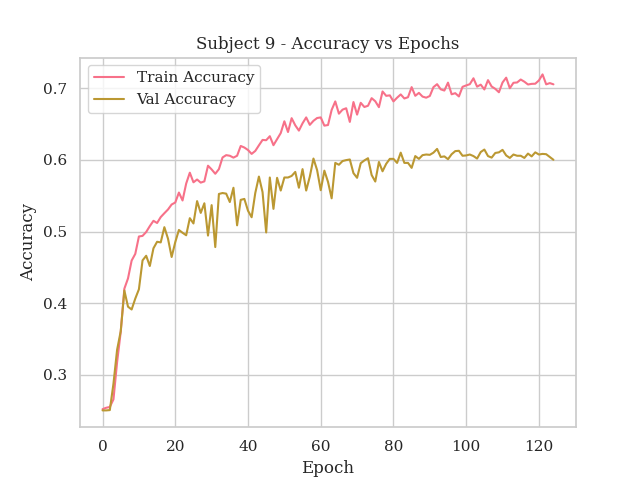 Subject 9 - Accuracy vs Epochs
Train Accuracy
Val Accuracy
0.7
0.6
0.5
0.4
0.3
Accuracy
0 20 40 60 80 100 120
Epoch